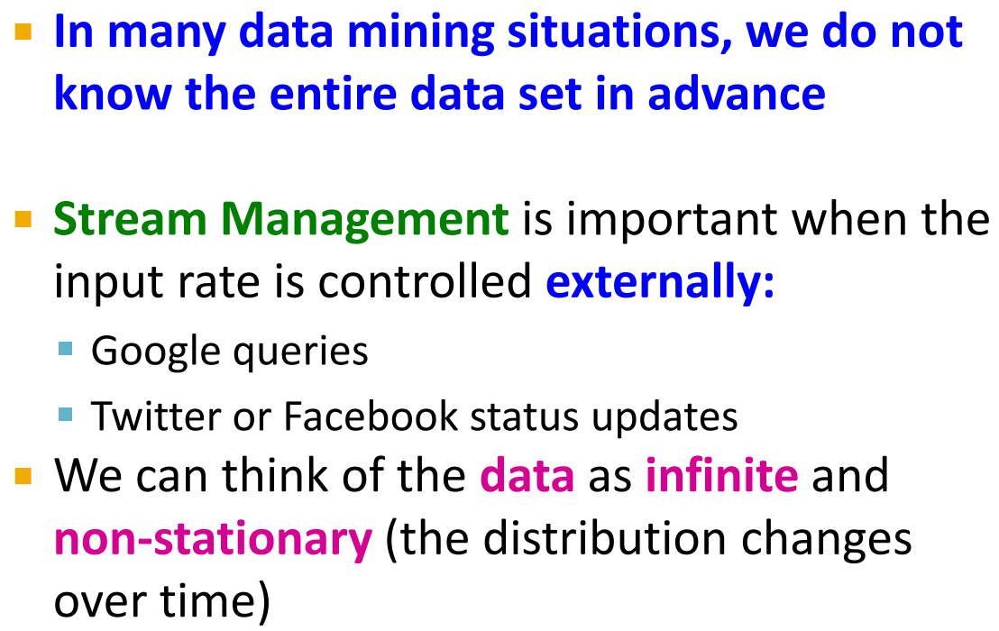 In many data mining situations, we do not
know the entire data set in advance
Stream Management is important when the
input rate is controlled externally:
Google queries
Twitter or Facebook status updates
We can think of the data as infinite and
non-stationary (the distribution changes
over time)